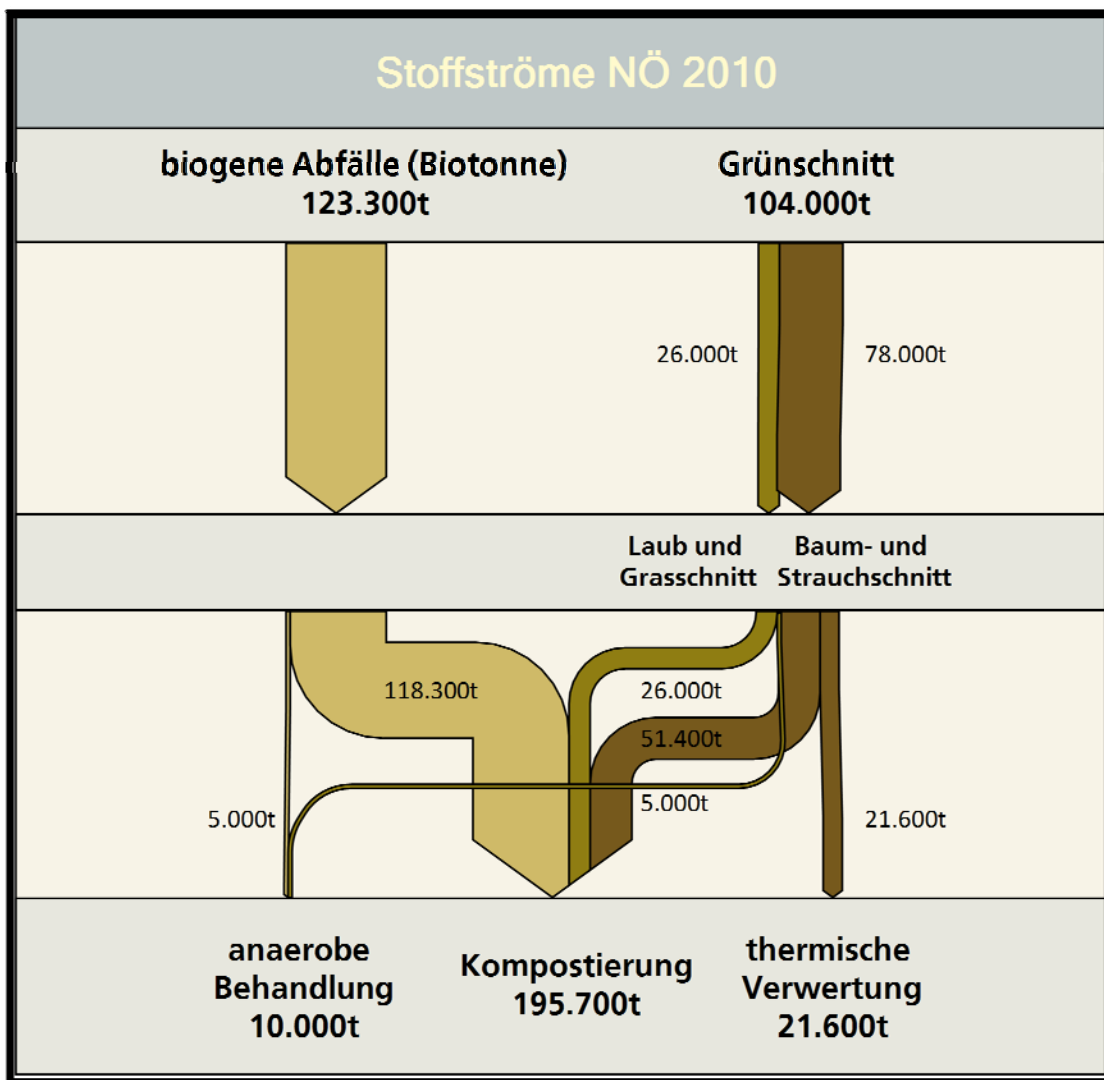 Stoffströme NÖ 2010
biogene Abfälle (Biotonne)
123.300t
Grünschnitt
104.000t
26.000t
78.000t
Laub und
Grasschnitt
Baum- und
Strauchschnitt
118.300t
26.000t
51.400t
5.000t
5.000t
21.600t
anaerobe
Behandlung
10.000t
Kompostierung
195.700t
thermische
Verwertung
21.600t